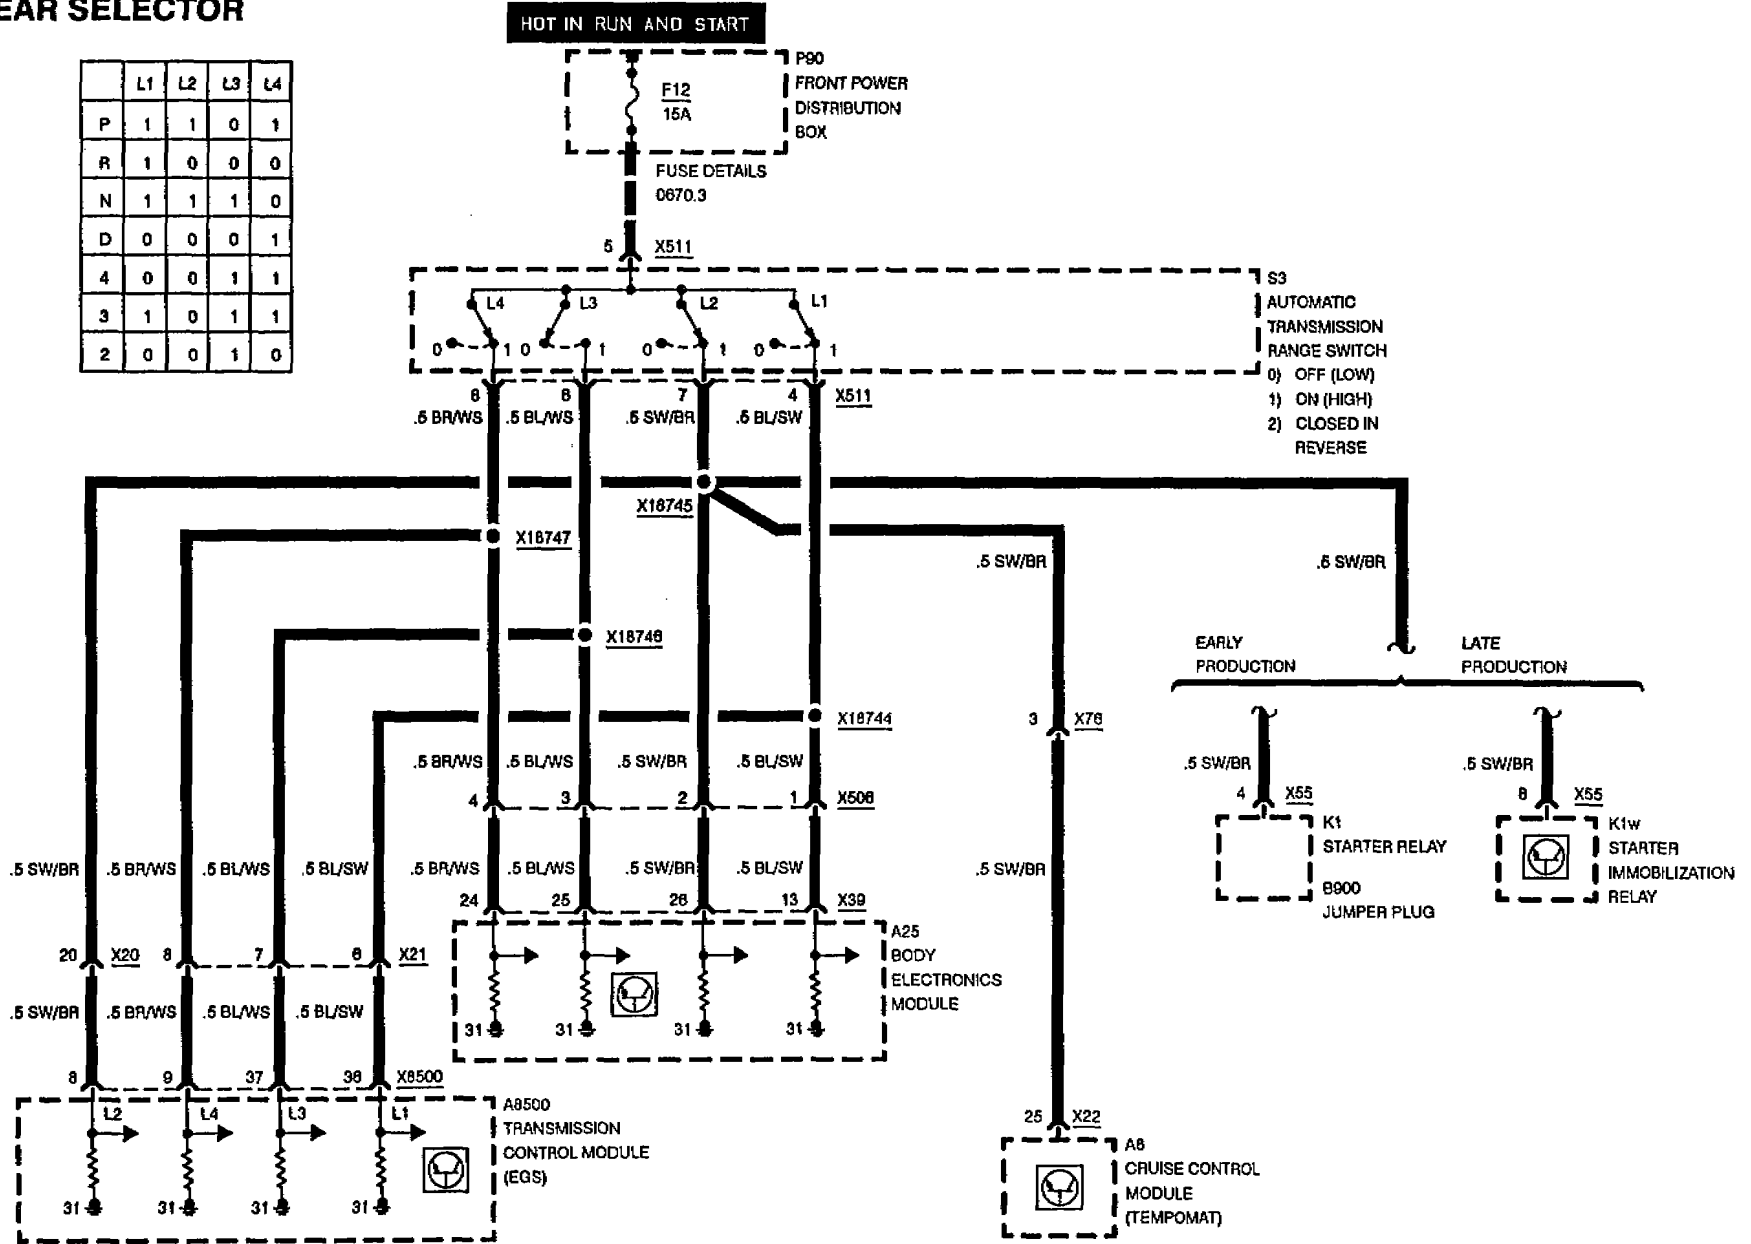 EAR SELECTOR
HOT IN RUN AND START
L1 L2 L3 L4
P 1 1 0 1
R 1 0 0 0
N 1 1 1 0
D 0 0 0 1
4 0 0 1 1
3 1 0 1 1
2 0 0 1 0
F12
15A
P90
FRONT POWER
DISTRIBUTION
BOX
FUSE DETAILS
0670.3
5 X511
L4 L3 L2 L1
0 1 0 1 0 1 0 1
S3
AUTOMATIC
TRANSMISSION
RANGE SWITCH
0) OFF (LOW)
1) ON (HIGH)
2) CLOSED IN
REVERSE
7 4 X511
.5 BR/WS .5 BL/WS .5 SW/BR .5 BL/SW
X18745
X18747
.5 SW/BR .5 SW/BR
X18746
EARLY
PRODUCTION
LATE
PRODUCTION
X18744
3 X76
.5 BR/WS .5 BL/WS .5 SW/BR .5 BL/SW
.5 SW/BR .5 SW/BR
4 3 2 1 X506
4 X55
8 X55
K1
STARTER RELAY
B900
JUMPER PLUG
K1w
STARTER
IMMOBILIZATION
RELAY
.5 SW/BR .5 BR/WS .5 BL/WS .5 BL/SW .5 BR/WS .5 BL/WS .5 SW/BR .5 BL/SW .5 SW/BR
24 25 26 13 X39
A25
BODY
ELECTRONICS
MODULE
20 X20 8 7 6 X21
.5 SW/BR .5 BR/WS .5 BL/WS .5 BL/SW
31 31 31 31
8 9 37 36 X8500
L2 L4 L3 L1
A8500
TRANSMISSION
CONTROL MODULE
(EGS)
31 31 31 31
25 X22
A6
CRUISE CONTROL
MODULE
(TEMPOMAT)